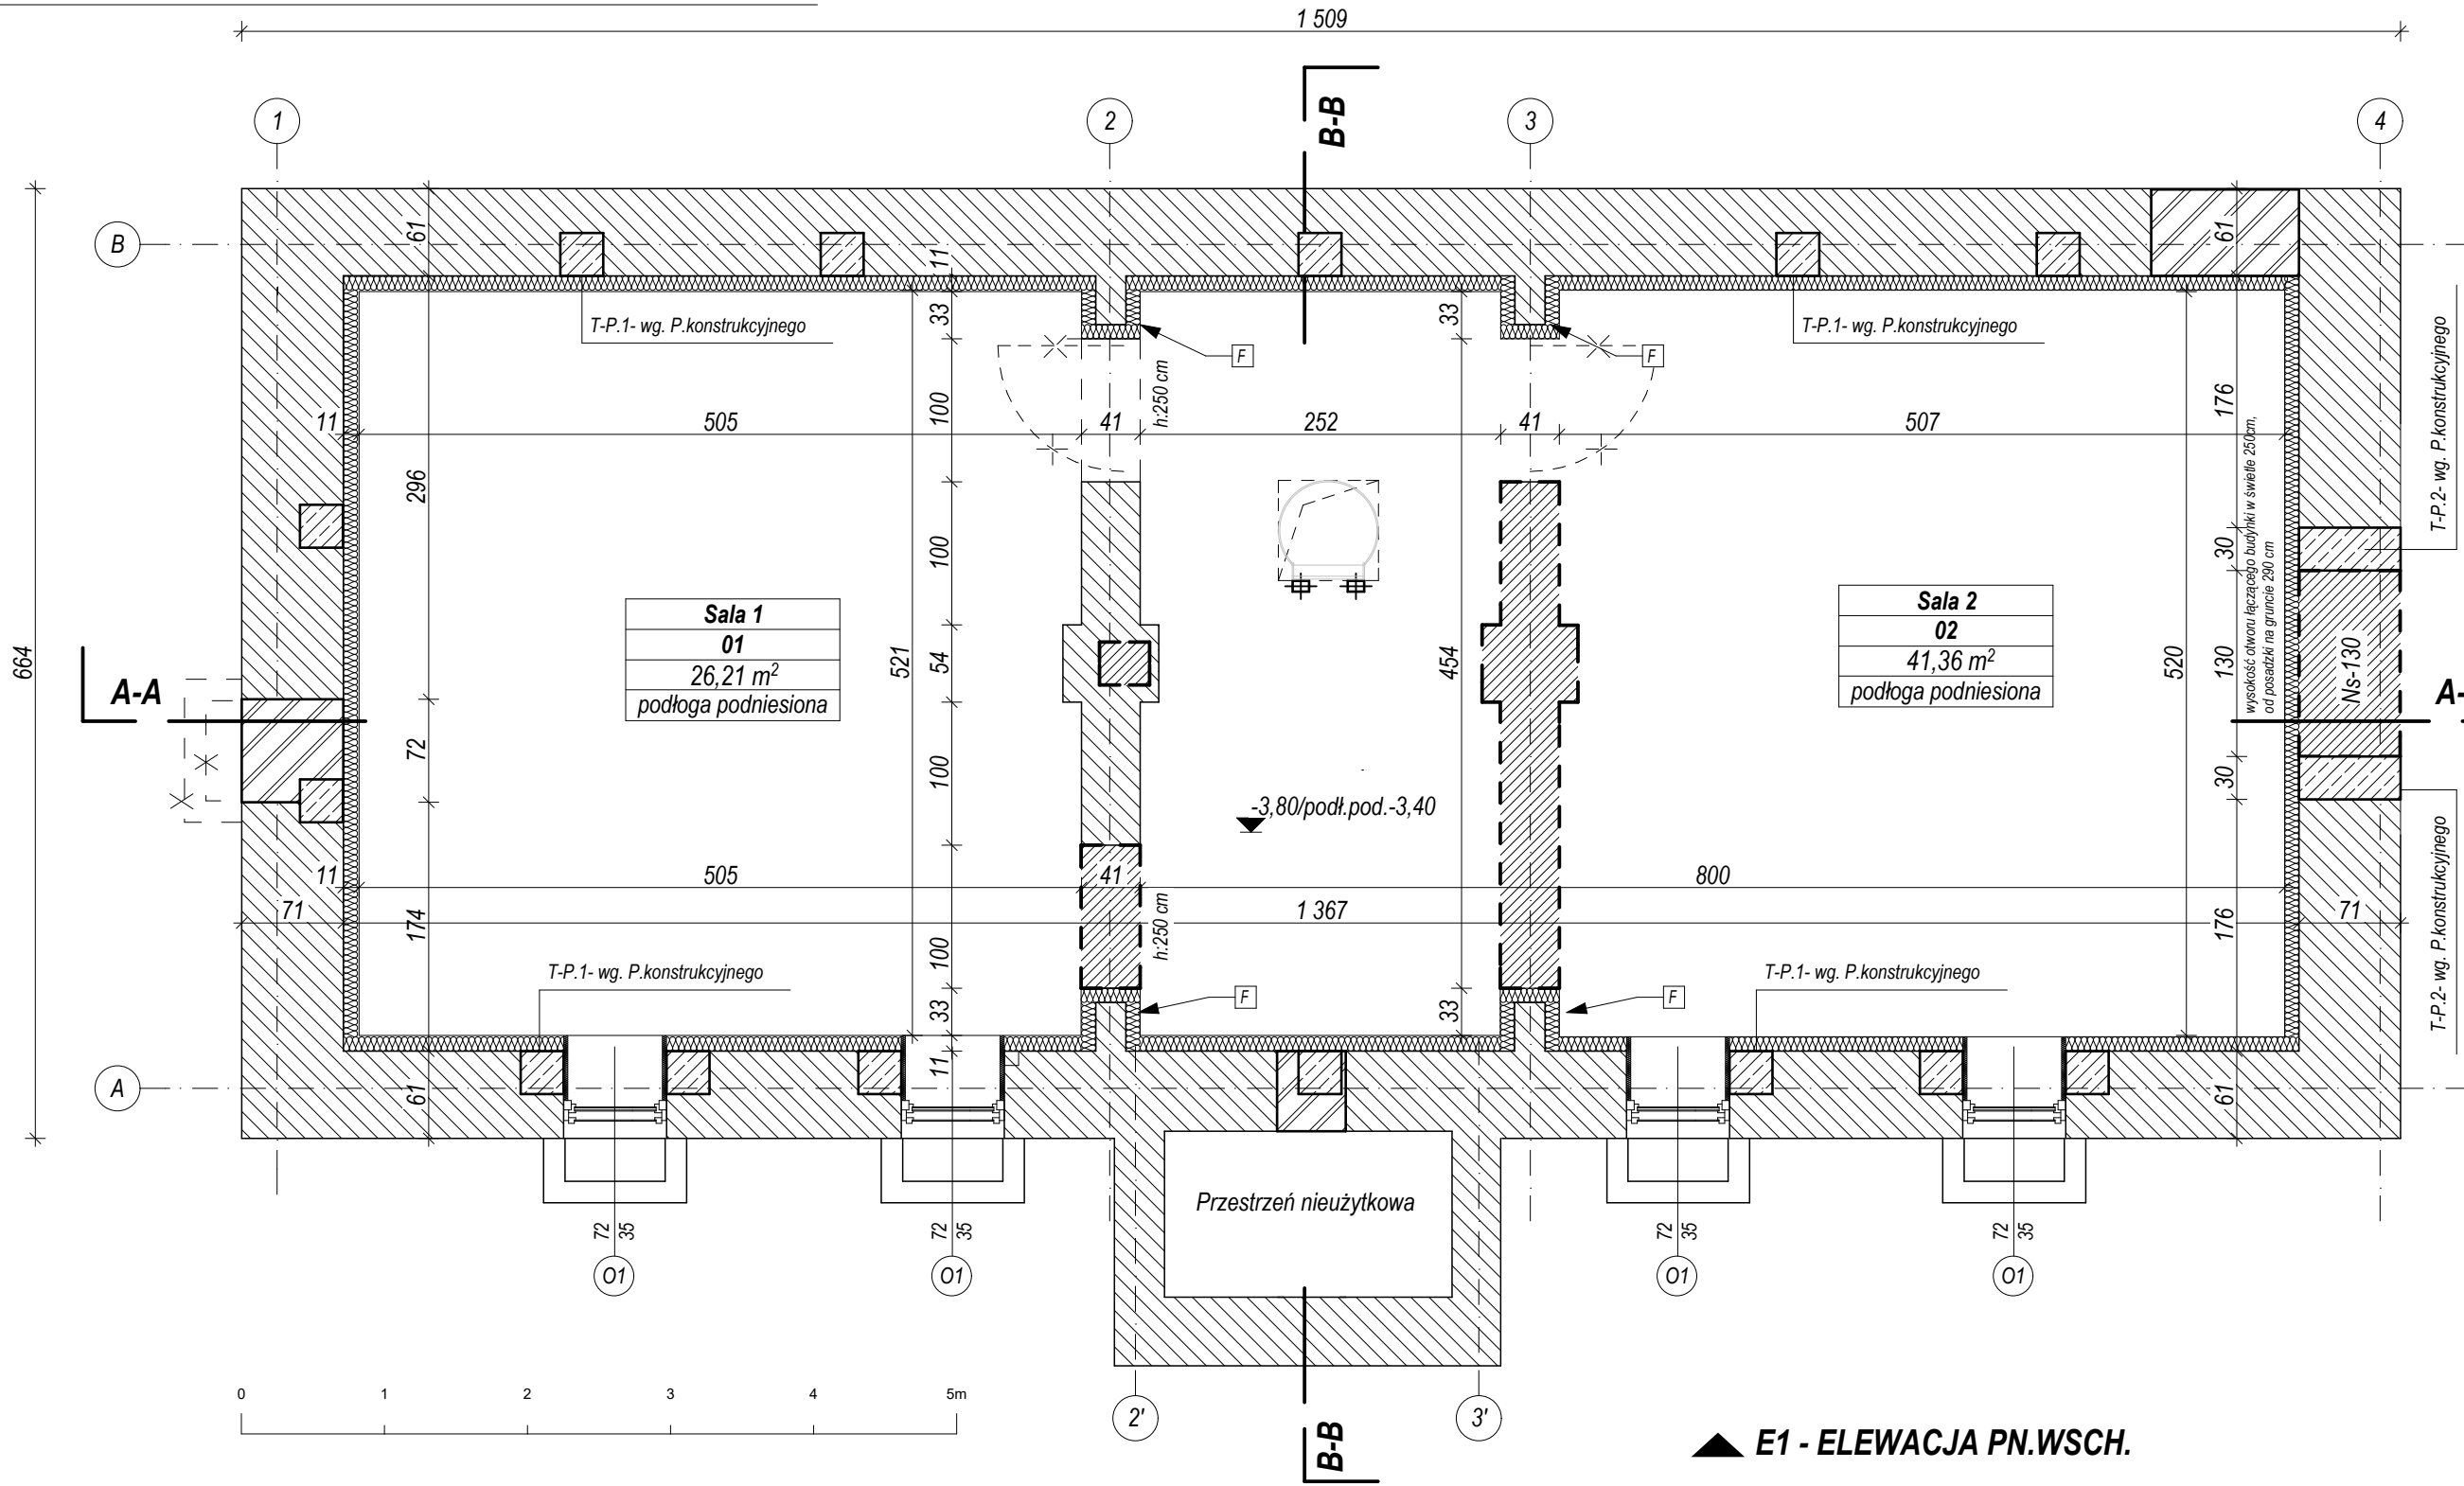 1 509
B-B
1
2
3
4
B
61
11
61
33
33
T-P.1- wg. P.konstrukcyjnego
T-P.1- wg. P.konstrukcyjnego
F
F
T-P.2- wg. P.konstrukcyjnego
h:250 cm
100
176
11
505
41
252
41
507
296
wysokość otworu łączącego budynki w świetle 250cm,
od posadzki na gruncie 290 cm
100
30
Sala 1
01
26,21 m²
podłoga podniesiona
Sala 2
02
41,36 m²
podłoga podniesiona
664
521
54
454
520
130
Ns-130
A-A
A-
72
100
30
-3,80/podł.pod.-3,40
11
505
41
800
71
1 367
71
174
100
h:250 cm
176
T-P.2- wg. P.konstrukcyjnego
T-P.1- wg. P.konstrukcyjnego
T-P.1- wg. P.konstrukcyjnego
F
F
33
33
11
A
61
61
Przestrzeń nieużytkowa
72
35
72
35
72
35
72
35
O1
O1
O1
O1
0 1 2 3 4 5m
2'
3'
B-B
E1 - ELEWACJA PN.WSCH.